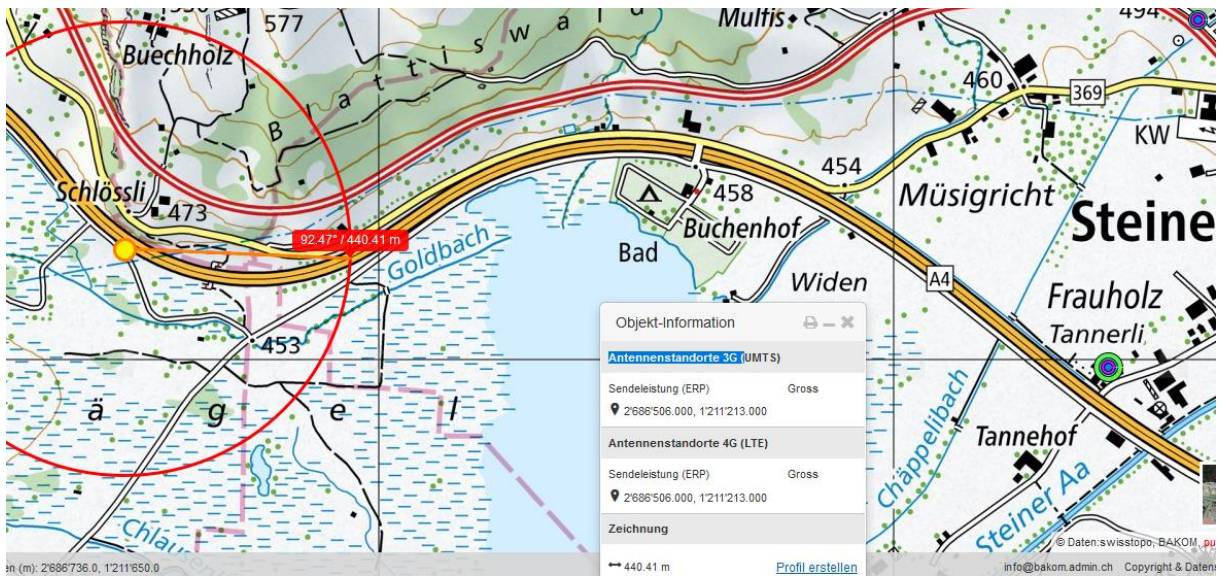 577
Multis
494
Buechholz
B r a t t i s w a l d
460
369
KW
454
Schlössli
473
458
Müsigricht
92.47° / 440.41 m
Goldbach
Buchenhof
Steine
Bad
A4
Widen
Frauholz
Objekt-Information
Tannerli
453
Antennenstandorte 3G (UMTS)
Sendeleistung (ERP) Gross
2'686'506.000, 1'211'213.000
ä g e l
Antennenstandorte 4G (LTE)
Tannehof
Chäppelibach
Sendeleistung (ERP) Gross
2'686'506.000, 1'211'213.000
Steiner Aa
Zeichnung
© Daten:swisstopo, BAKOM,
440.41 m Profil erstellen
en (m): 2'686'736.0, 1'211'650.0
info@bakom.admin.ch Copyright & Datens